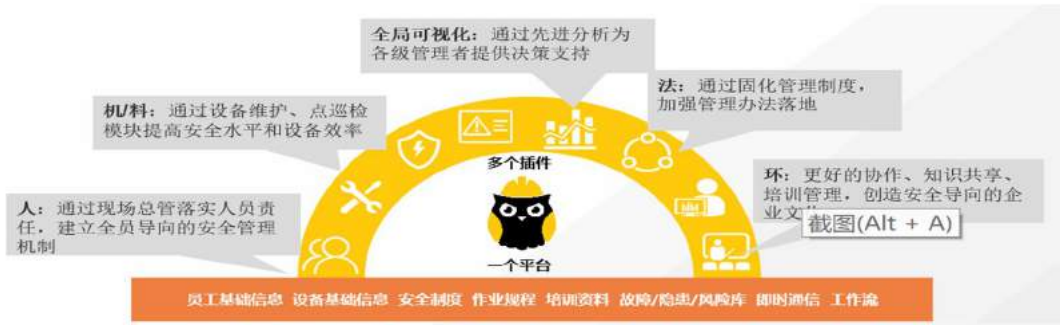 全局可视化：通过先进分析为
各级管理者提供决策支持
法：通过固化管理制度，
加强管理办法落地
机/料：通过设备维护、点巡检
模块提高安全水平和设备效率
多个插件
环：更好的协作、知识共享、
培训管理，创造安全导向的企
业文
截图(Alt + A)
人：通过现场总管落实人员责
任，建立全员导向的安全管理
机制
一个平台
员工基础信息 设备基础信息 安全制度 作业规程 培训资料 故障/隐患/风险库 即时通信 工作流